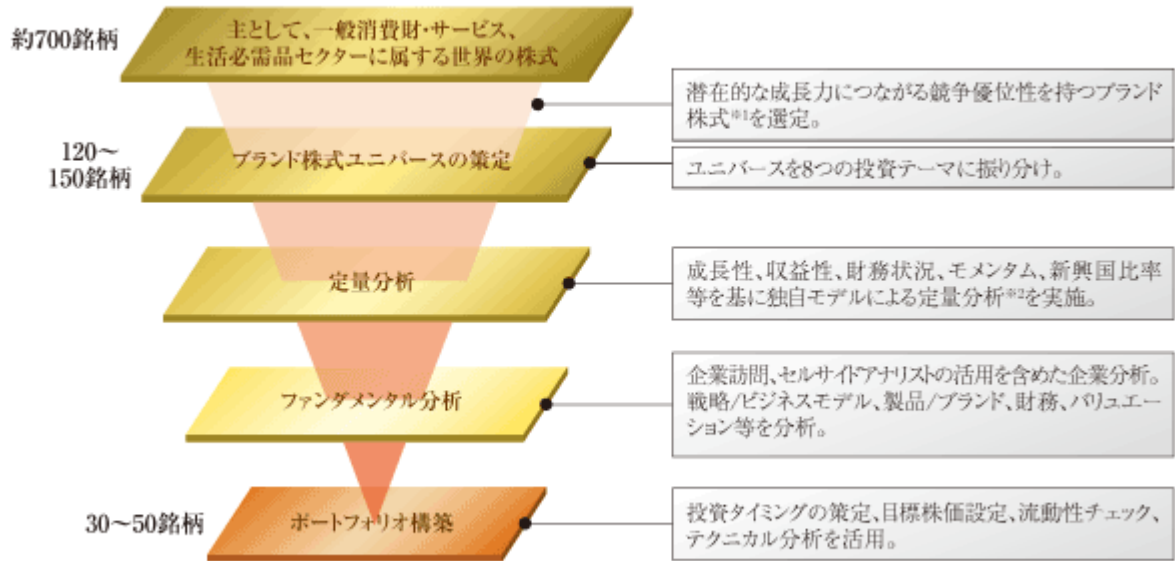 約700銘柄
主として、一般消費財・サービス、
生活必需品セクターに属する世界の株式
潜在的な成長力につながる競争優位性を持つブランド
株式※1を選定。
120～
150銘柄
ブランド株式ユニバースの策定
ユニバースを8つの投資テーマに振り分け。
定量分析
成長性、収益性、財務状況、モメンタム、新興国比率
等を基に独自モデルによる定量分析※2を実施。
ファンダメンタル分析
企業訪問、セルサイドアナリストの活用を含めた企業分析。
戦略/ビジネスモデル、製品/ブランド、財務、バリュエー
ション等を分析。
30～50銘柄
ポートフォリオ構築
投資タイミングの策定、目標株価設定、流動性チェック、
テクニカル分析を活用。